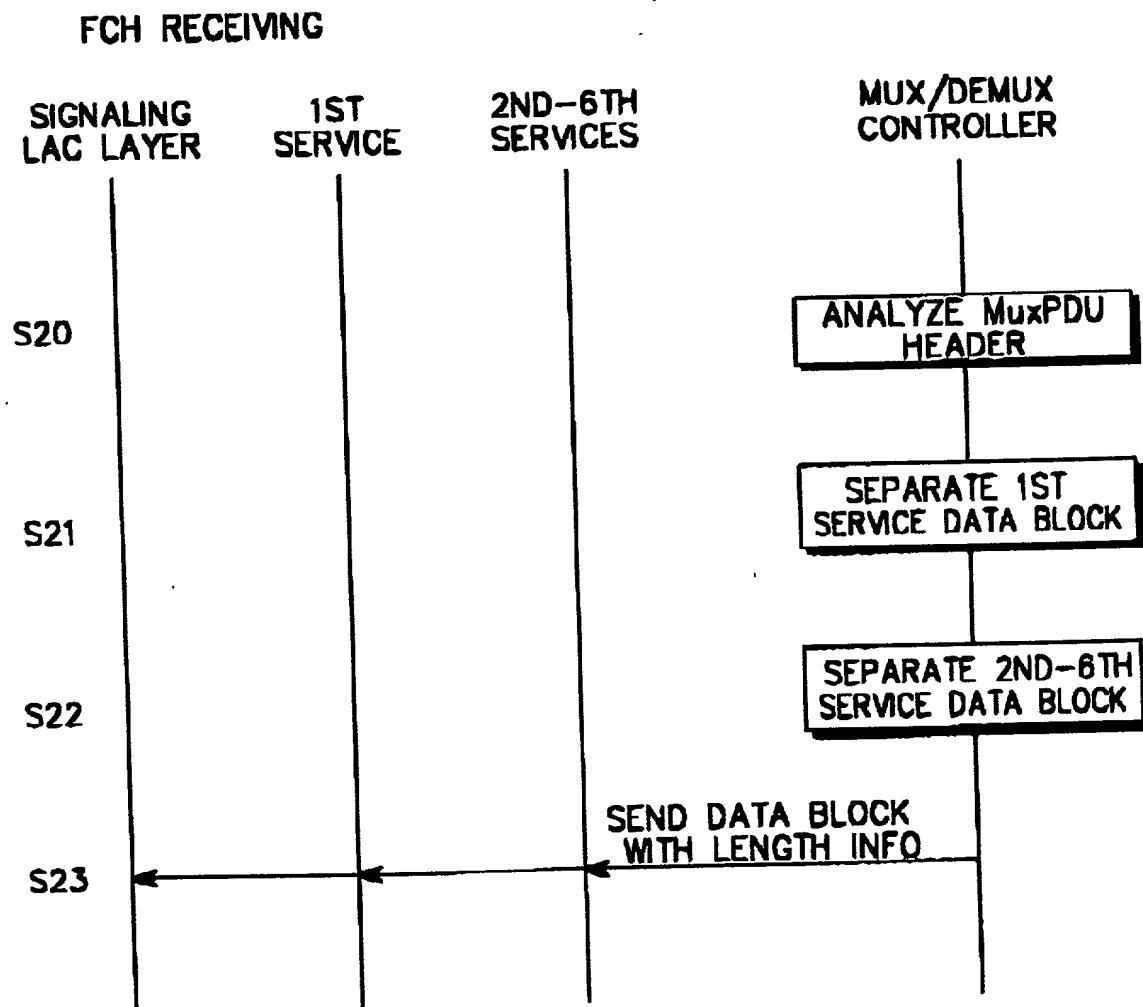 FCH RECEIVING
SIGNALING
LAC LAYER
1ST
SERVICE
2ND-6TH
SERVICES
MUX/DEMUX
CONTROLLER
S20
ANALYZE MuxPDU
HEADER
S21
SEPARATE 1ST
SERVICE DATA BLOCK
S22
SEPARATE 2ND-6TH
SERVICE DATA BLOCK
S23
SEND DATA BLOCK
WITH LENGTH INFO